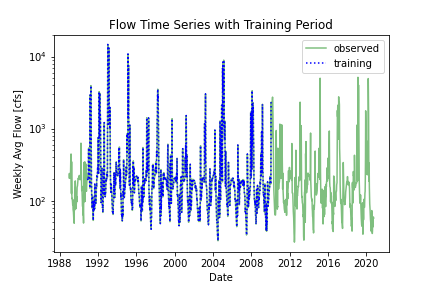 Flow Time Series with Training Period
observed
training
Weekly Avg Flow [cfs]
10⁴
10³
10²
1988 1992 1996 2000 2004 2008 2012 2016 2020
Date